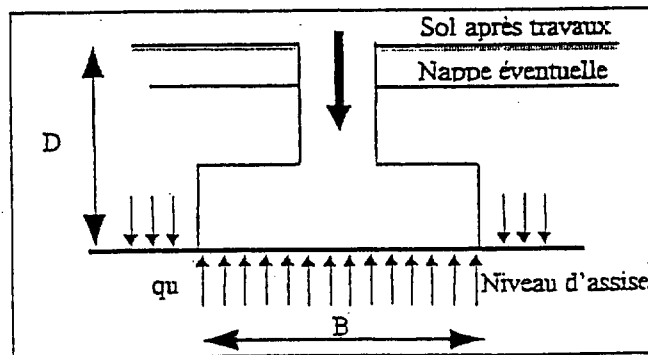 Sol après travaux
Nappe éventuelle
D
qu
Niveau d'assise
B